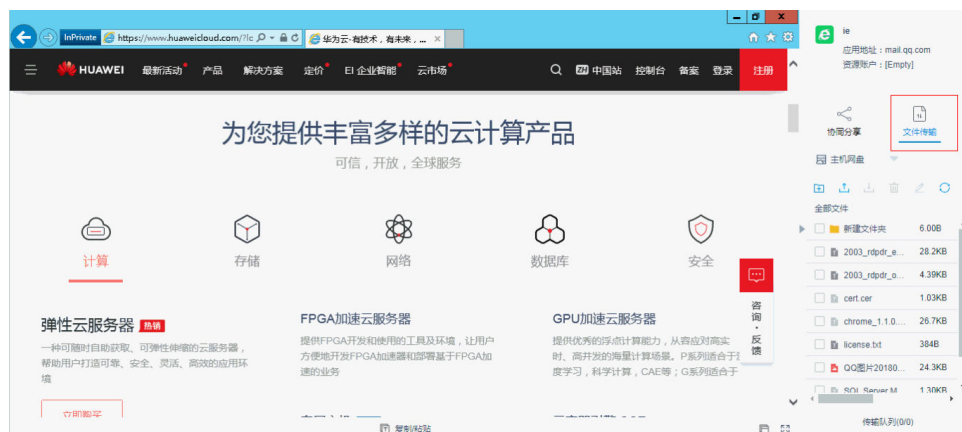 InPrivate https://www.huaweicloud.com/?lc 华为云-有技术，有未来，...
HUAWEI 最新活动 产品 解决方案 定价 EI 企业智能 云市场 ZH 中国站 控制台 备案 登录 注册
为您提供丰富多样的云计算产品
可信，开放，全球服务
计算 存储 网络 数据库 安全
弹性云服务器 热销
一种可随时自助获取、可弹性伸缩的云服务器，
帮助用户打造可靠、安全、灵活、高效的应用环
境
立即购买
FPGA加速云服务器
提供FPGA开发和使用的工具及环境，让用户
方便地开发FPGA加速器和部署基于FPGA加
速的业务
GPU加速云服务器
提供优秀的浮点计算能力，从容应对高实
时、高并发的海量计算场景。P系列适合于深
度学习，科学计算，CAE等；G系列适合于
咨询·反馈
复制/粘贴
ie
应用地址：mail.qq.com
资源账户：[Empty]
协同分享 文件传输
主机网盘
全部文件
新建文件夹 6.00B
2003_rdpdr_e... 28.2KB
2003_rdpdr_o... 4.39KB
cert.cer 1.03KB
chrome_1.1.0.... 26.7KB
license.txt 384B
QQ图片20180... 24.3KB
SQL Server M... 1.30KB
传输队列(0/0)